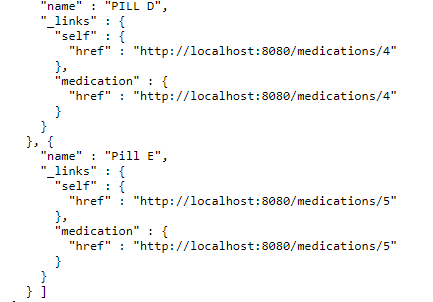 "name" : "PILL D",
"_links" : {
"self" : {
"href" : "http://localhost:8080/medications/4"
},
"medication" : {
"href" : "http://localhost:8080/medications/4"
}
}
}, {
"name" : "Pill E",
"_links" : {
"self" : {
"href" : "http://localhost:8080/medications/5"
},
"medication" : {
"href" : "http://localhost:8080/medications/5"
}
}
} ]